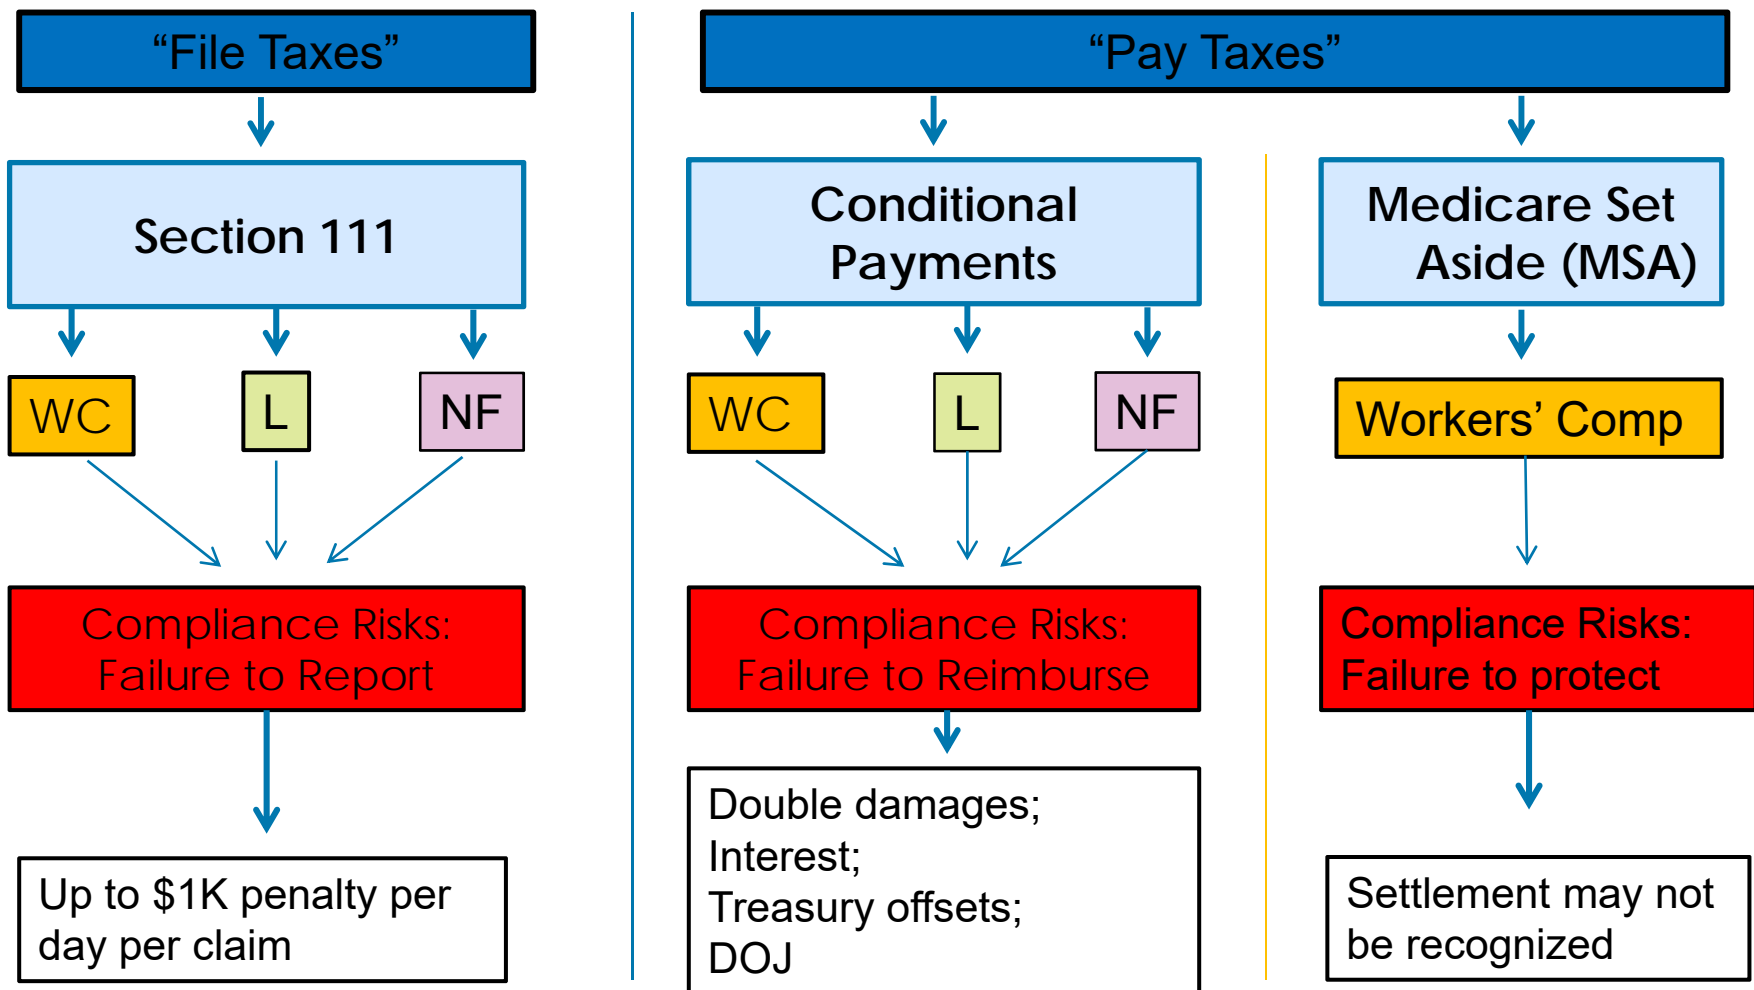 “File Taxes”
“Pay Taxes”
Section 111
Conditional
Payments
Medicare Set
Aside (MSA)
WC
L
NF
WC
L
NF
Workers’ Comp
Compliance Risks:
Failure to Report
Compliance Risks:
Failure to Reimburse
Compliance Risks:
Failure to protect
Up to $1K penalty per
day per claim
Double damages;
Interest;
Treasury offsets;
DOJ
Settlement may not
be recognized